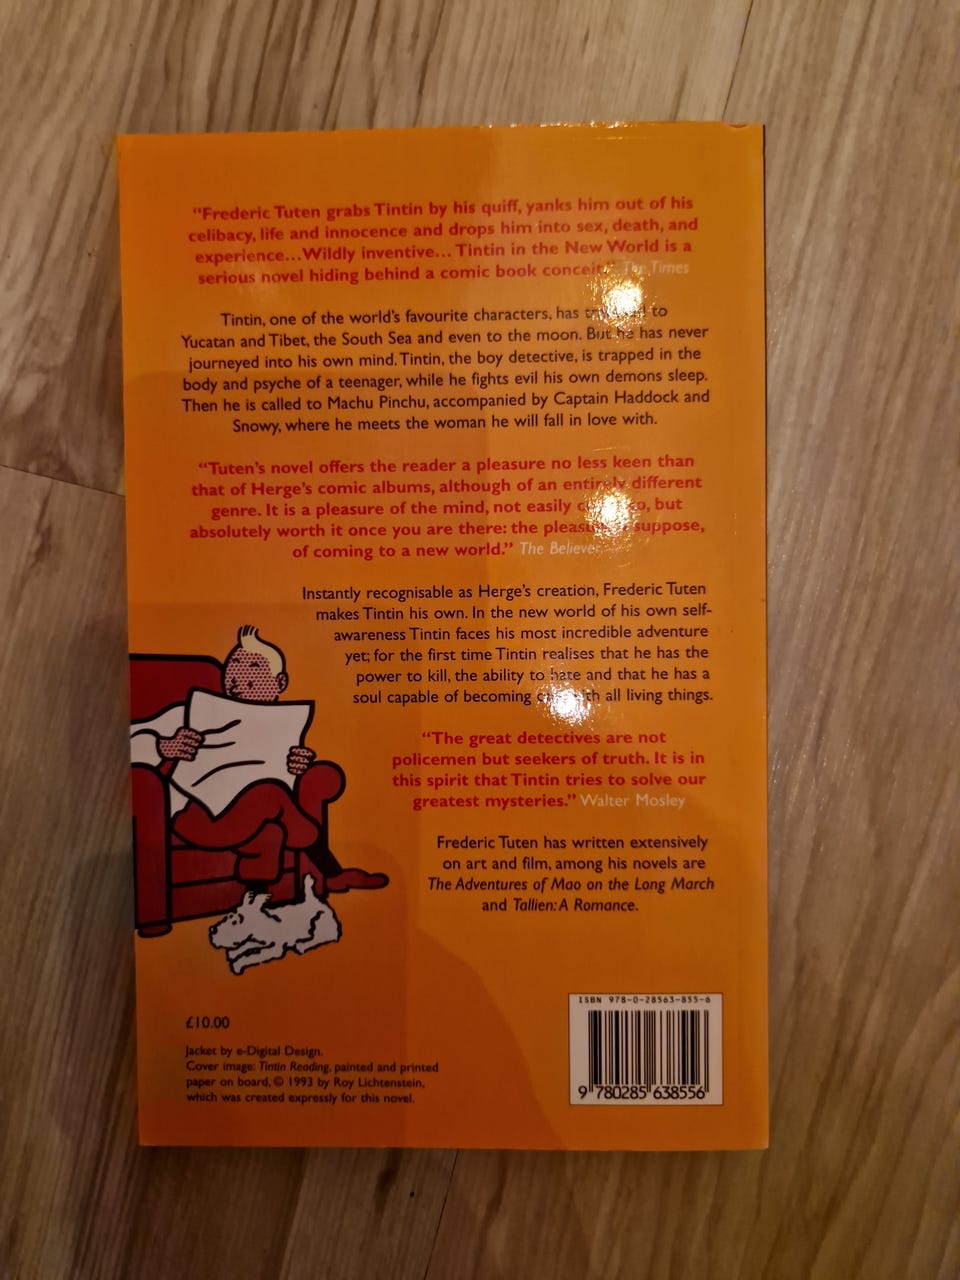 “Frederic Tuten grabs Tintin by his quiff, yanks him out of his
celibacy, life and innocence and drops him into sex, death, and
experience...Wildly inventive... Tintin in the New World is a
serious novel hiding behind a comic book conceit” The Times
Tintin, one of the world’s favourite characters, has to
Yucatan and Tibet, the South Sea and even to the moon. But he has never
journeyed into his own mind. Tintin, the boy detective, is trapped in the
body and psyche of a teenager, while he fights evil his own demons sleep.
Then he is called to Machu Pinchu, accompanied by Captain Haddock and
Snowy, where he meets the woman he will fall in love with.
“Tuten’s novel offers the reader a pleasure no less keen than
that of Herge’s comic albums, although of an entirely different
genre. It is a pleasure of the mind, not easily but
absolutely worth it once you are there: the suppose,
of coming to a new world.” The Believer
Instantly recognisable as Herge’s creation, Frederic Tuten
makes Tintin his own. In the new world of his own self-
awareness Tintin faces his most incredible adventure
yet; for the first time Tintin realises that he has the
power to kill, the ability to hate and that he has a
soul capable of becoming with all living things.
“The great detectives are not
policemen but seekers of truth. It is in
this spirit that Tintin tries to solve our
greatest mysteries.” Walter Mosley
Frederic Tuten has written extensively
on art and film, among his novels are
The Adventures of Mao on the Long March
and Tallien: A Romance.
£10.00
Jacket by e-Digital Design.
Cover image: Tintin Reading, painted and printed
paper on board, © 1993 by Roy Lichtenstein,
which was created expressly for this novel.
ISBN 978-0-28563-855-6
9 780285 638556